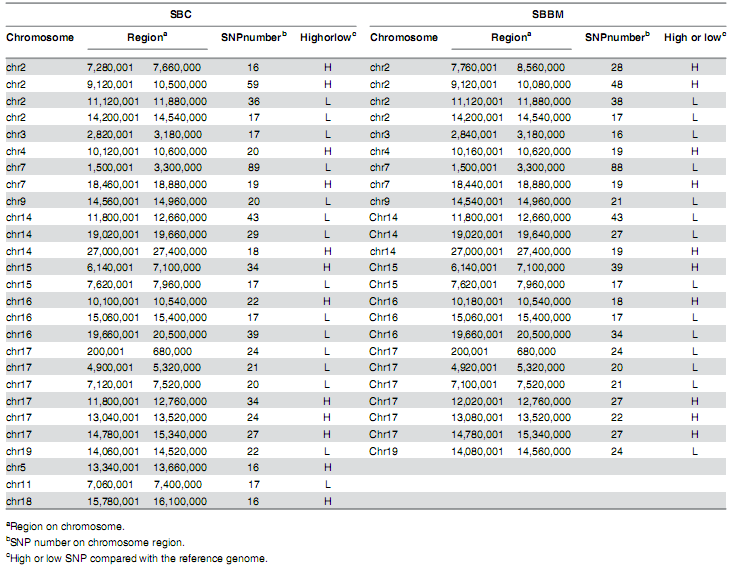 SBC SBBM
Chromosome Regionᵃ SNPnumberᵇ Highorlowᶜ Chromosome Regionᵃ SNPnumberᵇ High or lowᶜ
chr2 7,280,001 7,660,000 16 H chr2 7,760,001 8,560,000 28 H
chr2 9,120,001 10,500,000 59 H chr2 9,120,001 10,080,000 48 H
chr2 11,120,001 11,880,000 36 L chr2 11,120,001 11,880,000 38 L
chr2 14,200,001 14,540,000 17 L chr2 14,200,001 14,540,000 17 L
chr3 2,820,001 3,180,000 17 L chr3 2,840,001 3,180,000 16 L
chr4 10,120,001 10,600,000 20 H chr4 10,160,001 10,620,000 19 H
chr7 1,500,001 3,300,000 89 L chr7 1,500,001 3,300,000 88 L
chr7 18,460,001 18,880,000 19 H chr7 18,440,001 18,880,000 19 H
chr9 14,560,001 14,960,000 20 L chr9 14,540,001 14,960,000 21 L
chr14 11,800,001 12,660,000 43 L Chr14 11,800,001 12,660,000 43 L
chr14 19,020,001 19,660,000 29 L chr14 19,020,001 19,640,000 27 L
chr14 27,000,001 27,400,000 18 H chr14 27,000,001 27,400,000 19 H
chr15 6,140,001 7,100,000 34 H Chr15 6,140,001 7,100,000 39 H
chr15 7,620,001 7,960,000 17 L Chr15 7,620,001 7,960,000 17 L
chr16 10,100,001 10,540,000 22 H Chr16 10,180,001 10,540,000 18 H
chr16 15,060,001 15,400,000 17 L Chr16 15,060,001 15,400,000 17 L
chr16 19,660,001 20,500,000 39 L Chr16 19,660,001 20,500,000 34 L
chr17 200,001 680,000 24 L Chr17 200,001 680,000 24 L
chr17 4,900,001 5,320,000 21 L Chr17 4,920,001 5,320,000 20 L
chr17 7,120,001 7,520,000 20 L Chr17 7,100,001 7,520,000 21 L
chr17 11,800,001 12,760,000 34 H Chr17 12,020,001 12,760,000 27 H
chr17 13,040,001 13,520,000 24 H Chr17 13,080,001 13,520,000 22 H
chr17 14,780,001 15,340,000 27 H Chr17 14,780,001 15,340,000 27 H
chr19 14,060,001 14,520,000 22 L Chr19 14,080,001 14,560,000 24 L
chr5 13,340,001 13,660,000 16 H
chr11 7,060,001 7,400,000 17 L
chr18 15,780,001 16,100,000 16 H
ᵃRegion on chromosome.
ᵇSNP number on chromosome region.
ᶜHigh or low SNP compared with the reference genome.